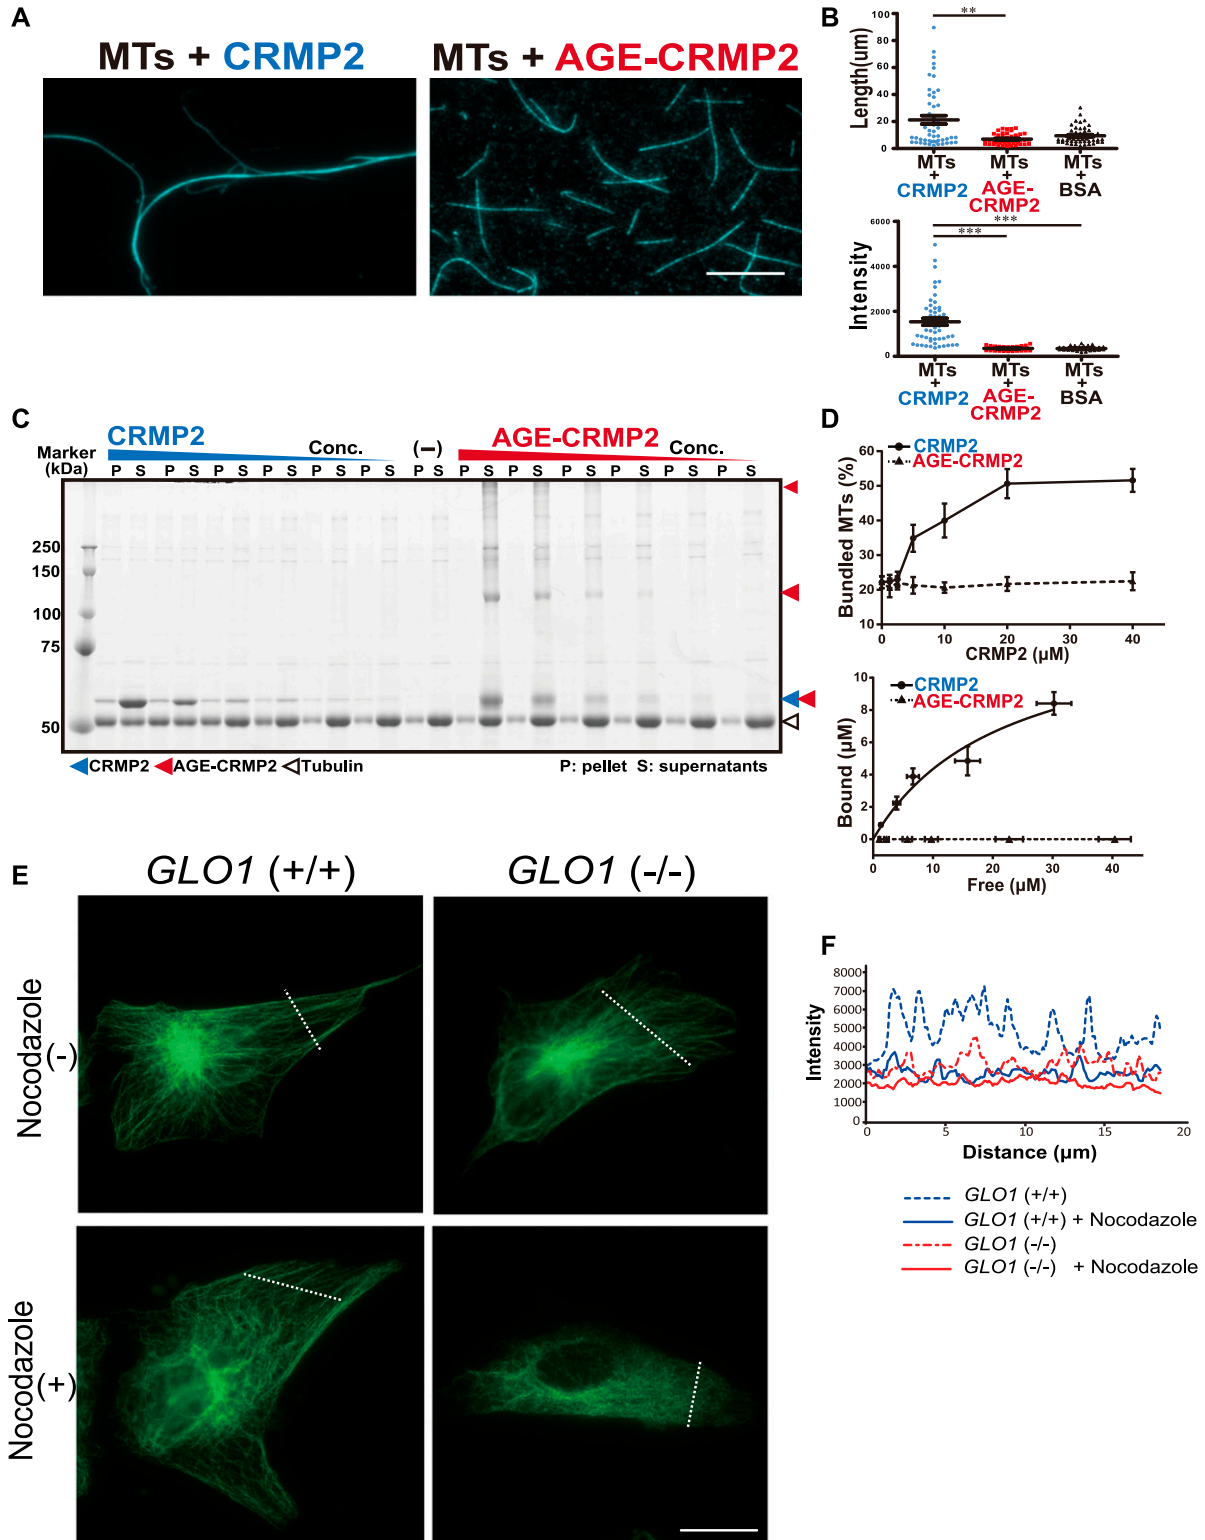 A
MTs + CRMP2
MTs + AGE-CRMP2
B
Length(um)
100
80
60
40
20
0
**
MTs + CRMP2
MTs + AGE-CRMP2
MTs + BSA
Intensity
6000
4000
2000
0
***
***
MTs + CRMP2
MTs + AGE-CRMP2
MTs + BSA
C
CRMP2
Conc.
(−)
AGE-CRMP2
Conc.
Marker
(kDa)
P S P S P S P S P S P S P S P S P S P S P S P S P S
250
150
100
75
50
CRMP2 AGE-CRMP2 Tubulin P: pellet S: supernatants
D
CRMP2
AGE-CRMP2
Bundled MTs (%)
60
50
40
30
20
10
0 10 20 30 40
CRMP2 (µM)
CRMP2
AGE-CRMP2
Bound (µM)
10
8
6
4
2
0
0 10 20 30 40
Free (µM)
E
GLO1 (+/+)
GLO1 (-/-)
Nocodazole (-)
Nocodazole (+)
F
Intensity
8000
7000
6000
5000
4000
3000
2000
1000
0
0 5 10 15 20
Distance (µm)
GLO1 (+/+)
GLO1 (+/+) + Nocodazole
GLO1 (-/-)
GLO1 (-/-) + Nocodazole